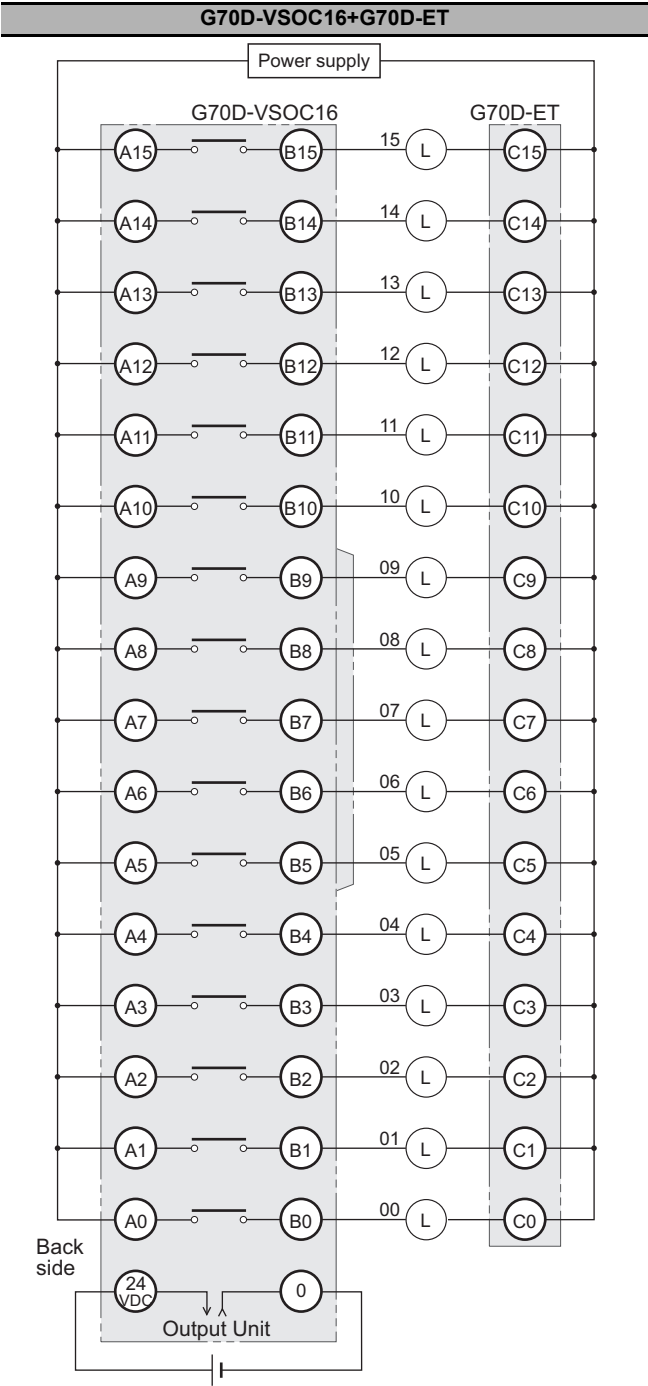 G70D-VSOC16+G70D-ET
Power supply
G70D-VSOC16 G70D-ET
A15 B15 15 L C15
A14 B14 14 L C14
A13 B13 13 L C13
A12 B12 12 L C12
A11 B11 11 L C11
A10 B10 10 L C10
A9 B9 09 L C9
A8 B8 08 L C8
A7 B7 07 L C7
A6 B6 06 L C6
A5 B5 05 L C5
A4 B4 04 L C4
A3 B3 03 L C3
A2 B2 02 L C2
A1 B1 01 L C1
A0 B0 00 L C0
Back
side
24
VDC 0
Output Unit